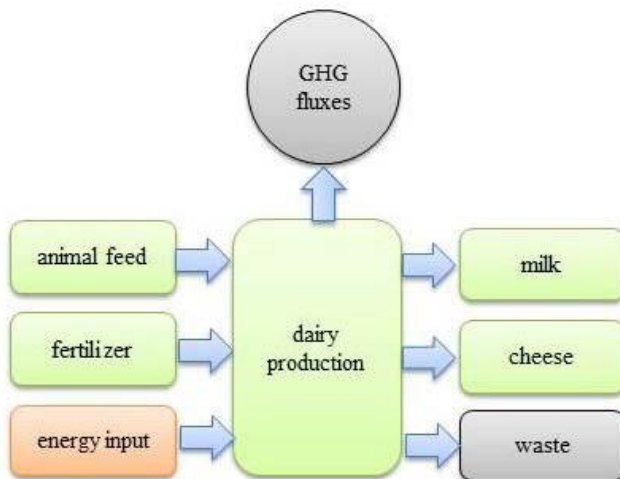 GHG
fluxes
animal feed
milk
fertilizer
dairy
production
cheese
energy input
waste